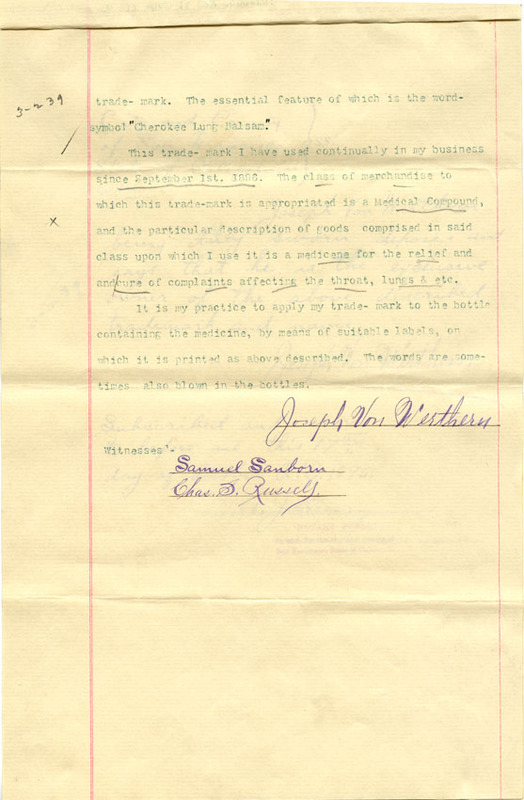 3-239
trade- mark. The essential feature of which is the word-
symbol "Cherokee Lung Balsam".
This trade- mark I have used continually in my business
since September 1st. 1886. The class of merchandise to
which this trade-mark is appropriated is a Medical Compound,
x
and the particular description of goods comprised in said
class upon which I use it is a medicene for the relief and
andcure of complaints affecting the throat, lungs & etc.
It is my practice to apply my trade- mark to the bottle
containing the medicine, by means of suitable labels, on
which it is printed as above described. The words are some-
times also blown in the bottles.
Joseph Von Werthern
Witnesses'-
Samuel Sanborn
Chas. S. Russell.